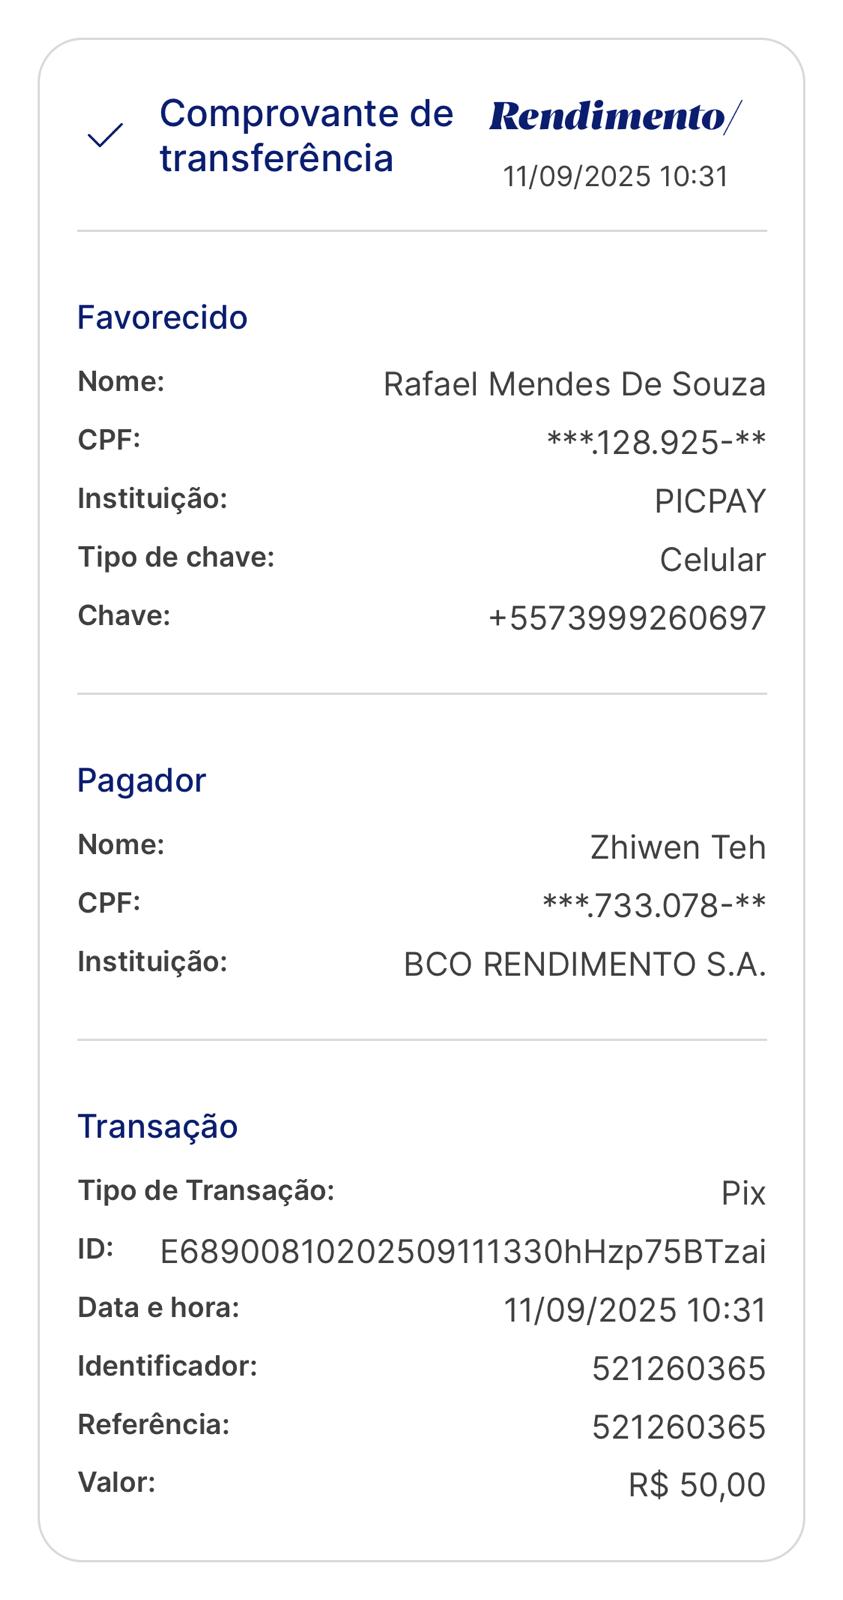 Comprovante de transferência
Rendimento/
11/09/2025 10:31
Favorecido
Nome: Rafael Mendes De Souza
CPF: ***.128.925-**
Instituição: PICPAY
Tipo de chave: Celular
Chave: +5573999260697
Pagador
Nome: Zhiwen Teh
CPF: ***.733.078-**
Instituição: BCO RENDIMENTO S.A.
Transação
Tipo de Transação: Pix
ID: E68900810202509111330hHzp75BTzai
Data e hora: 11/09/2025 10:31
Identificador: 521260365
Referência: 521260365
Valor: R$ 50,00